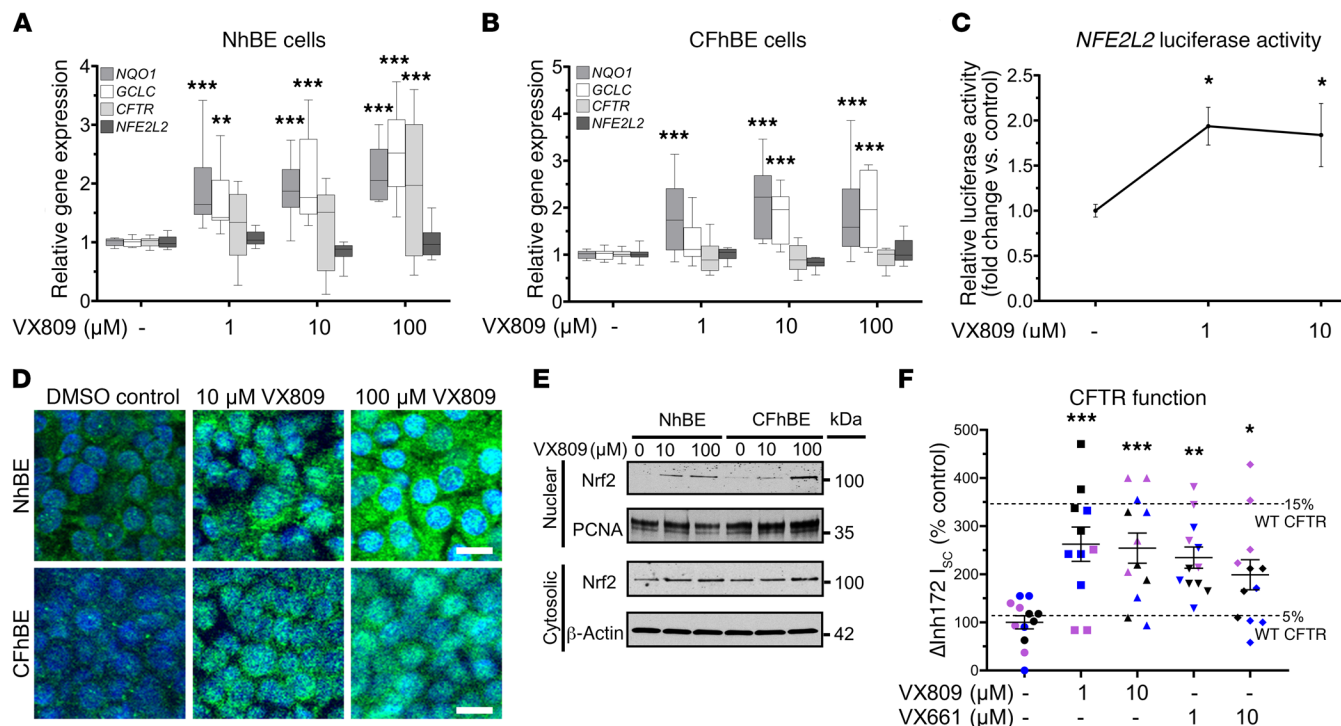 A
NhBE cells
Relative gene expression
4
3
2
1
0
NQO1
GCLC
CFTR
NFE2L2
*** ** *** *** *** *** ***
VX809 (µM) - 1 10 100
B
CFhBE cells
Relative gene expression
5
4
3
2
1
0
NQO1
GCLC
CFTR
NFE2L2
*** *** *** *** ***
VX809 (µM) - 1 10 100
C
NFE2L2 luciferase activity
Relative luciferase activity
(fold change vs. control)
2.5
2.0
1.5
1.0
0.5
0.0
* *
VX809 (µM) - 1 10
D
DMSO control 10 µM VX809 100 µM VX809
NhBE
CFhBE
E
NhBE CFhBE kDa
VX809 (µM) 0 10 100 0 10 100
Nuclear
Nrf2 100
PCNA 35
Cytosolic
Nrf2 100
β-Actin 42
F
CFTR function
ΔInh172 ISC (% control)
500
400
300
200
100
0
*** *** ** *
15%
WT CFTR
5%
WT CFTR
VX809 (µM) - 1 10 - -
VX661 (µM) - - - 1 10